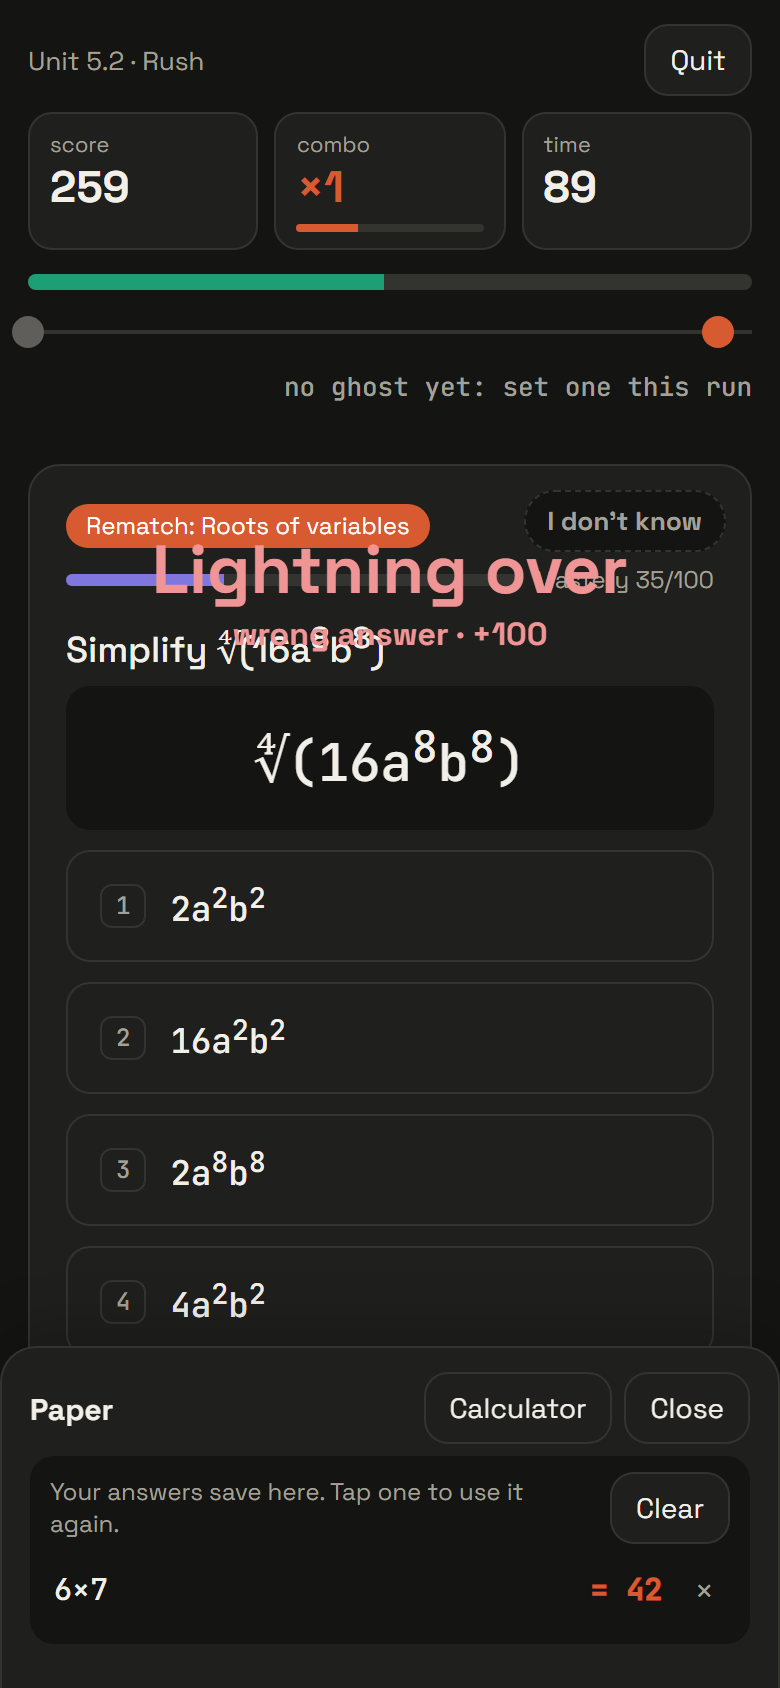 Unit 5.2 · Rush
Quit
score
259
combo
×1
time
89
no ghost yet: set one this run
Rematch: Roots of variables
I don't know
Lightning over
35/100
wrong answer · +100
Simplify ∜(16a⁸b⁸)
∜(16a⁸b⁸)
1 2a²b²
2 16a²b²
3 2a⁸b⁸
4 4a²b²
Paper
Calculator
Close
Your answers save here. Tap one to use it
again.
Clear
6×7 = 42 ×